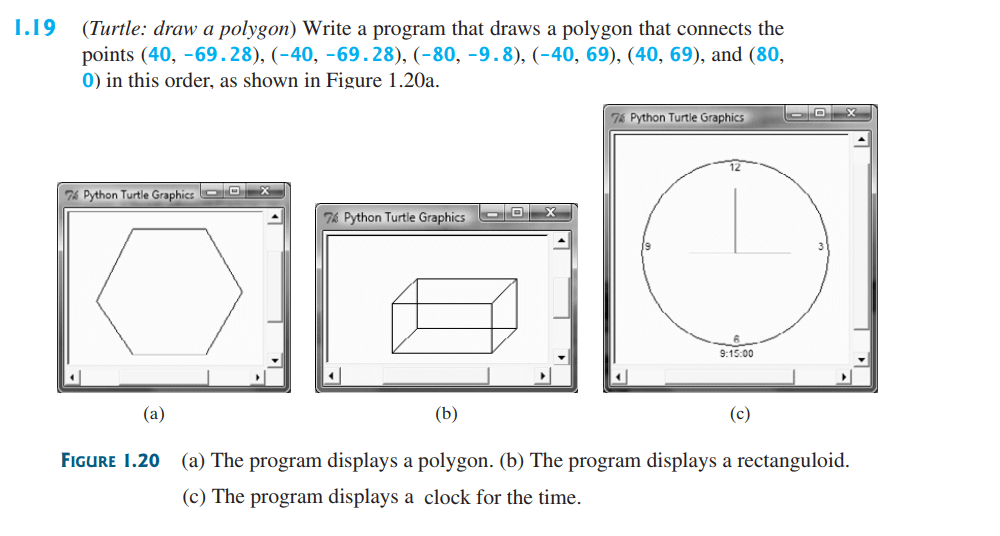 1.19 (Turtle: draw a polygon) Write a program that draws a polygon that connects the
points (40, -69.28), (-40, -69.28), (-80, -9.8), (-40, 69), (40, 69), and (80,
0) in this order, as shown in Figure 1.20a.
76 Python Turtle Graphics
12
9
3
6
9:15:00
76 Python Turtle Graphics
76 Python Turtle Graphics
(a)
(b)
(c)
FIGURE 1.20 (a) The program displays a polygon. (b) The program displays a rectanguloid.
(c) The program displays a clock for the time.